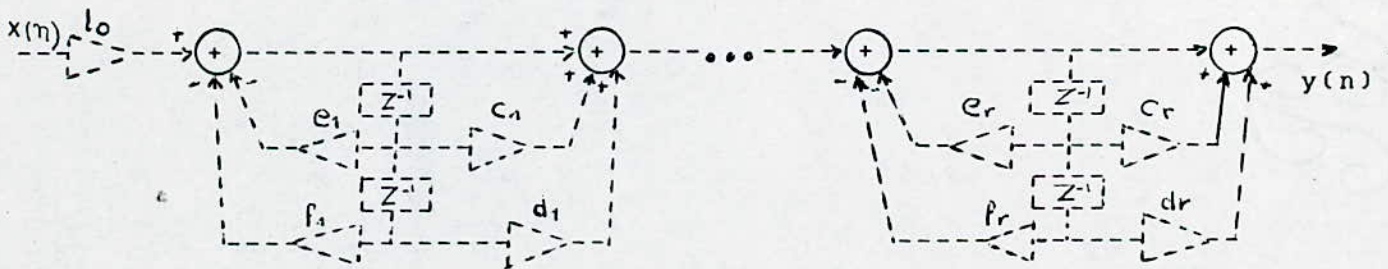 x(n) l₀ + + + + ••• + + y(n)
- - + + - - + +
z⁻¹ z⁻¹
e₁ c₁ eᵣ cᵣ
z⁻¹ z⁻¹
f₁ d₁ fᵣ dr